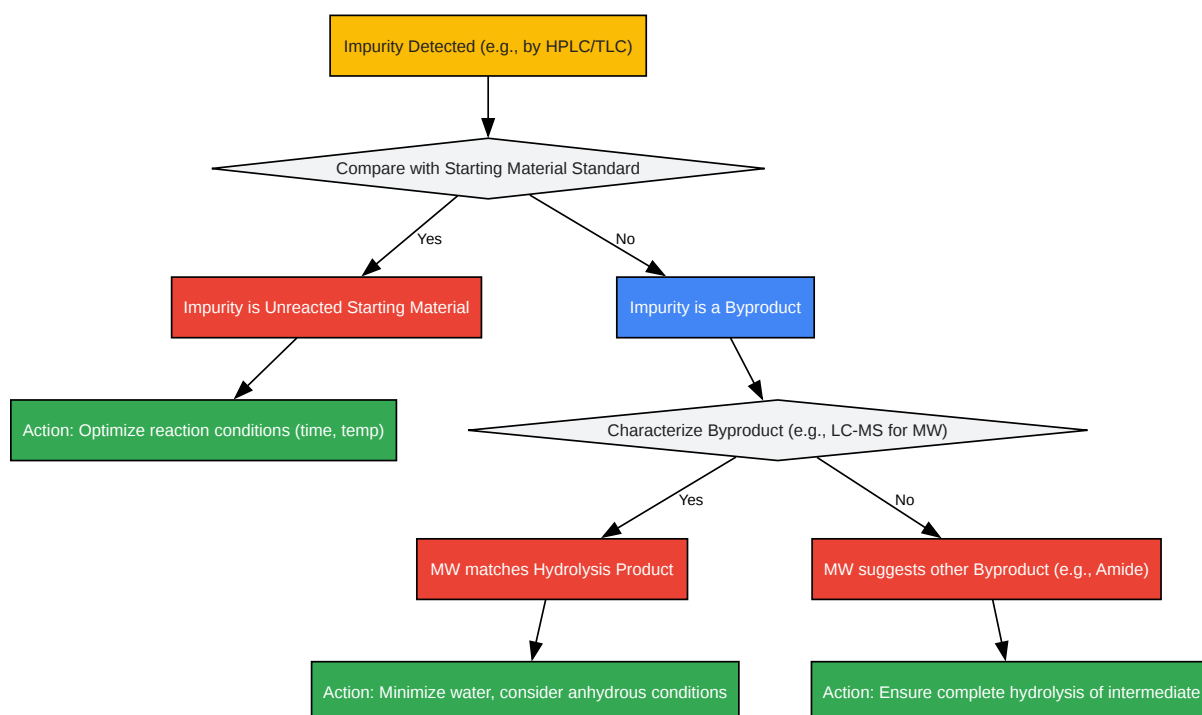 Impurity Detected (e.g., by HPLC/TLC)
Compare with Starting Material Standard
Yes
No
Impurity is Unreacted Starting Material
Impurity is a Byproduct
Action: Optimize reaction conditions (time, temp)
Characterize Byproduct (e.g., LC-MS for MW)
Yes
No
MW matches Hydrolysis Product
MW suggests other Byproduct (e.g., Amide)
Action: Minimize water, consider anhydrous conditions
Action: Ensure complete hydrolysis of intermediate